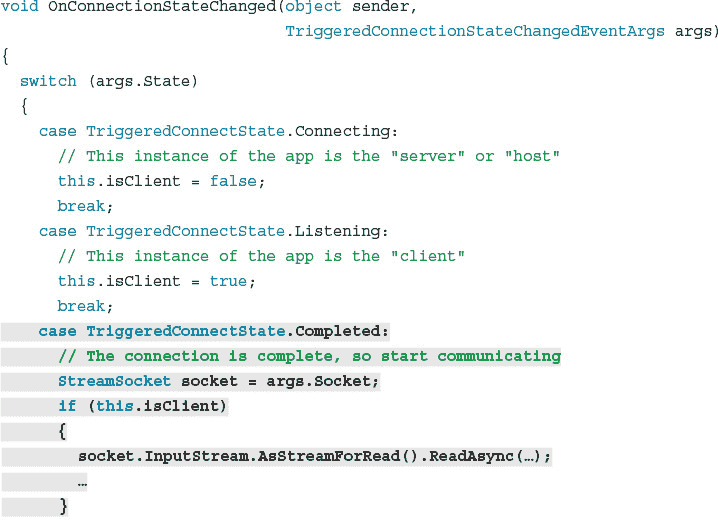 void OnConnectionStateChanged(object sender,
                              TriggeredConnectionStateChangedEventArgs args)
{
  switch (args.State)
  {
    case TriggeredConnectState.Connecting:
      // This instance of the app is the "server" or "host"
      this.isClient = false;
      break;
    case TriggeredConnectState.Listening:
      // This instance of the app is the "client"
      this.isClient = true;
      break;
    case TriggeredConnectState.Completed:
      // The connection is complete, so start communicating
      StreamSocket socket = args.Socket;
      if (this.isClient)
      {
        socket.InputStream.AsStreamForRead().ReadAsync(…);
        …
      }